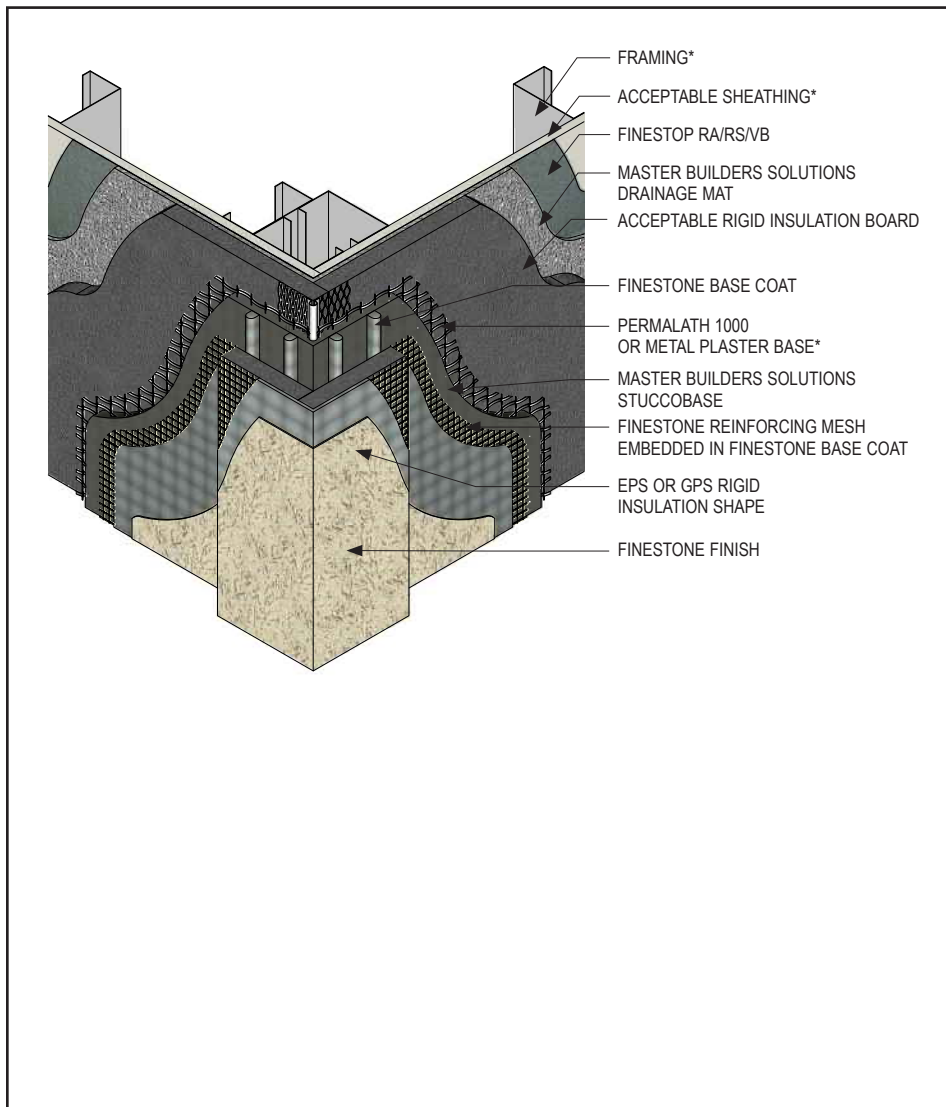 FRAMING*
ACCEPTABLE SHEATHING*
FINESTOP RA/RS/VB
MASTER BUILDERS SOLUTIONS
DRAINAGE MAT
ACCEPTABLE RIGID INSULATION BOARD
FINESTONE BASE COAT
PERMALATH 1000
OR METAL PLASTER BASE*
MASTER BUILDERS SOLUTIONS
STUCCOBASE
FINESTONE REINFORCING MESH
EMBEDDED IN FINESTONE BASE COAT
EPS OR GPS RIGID
INSULATION SHAPE
FINESTONE FINISH